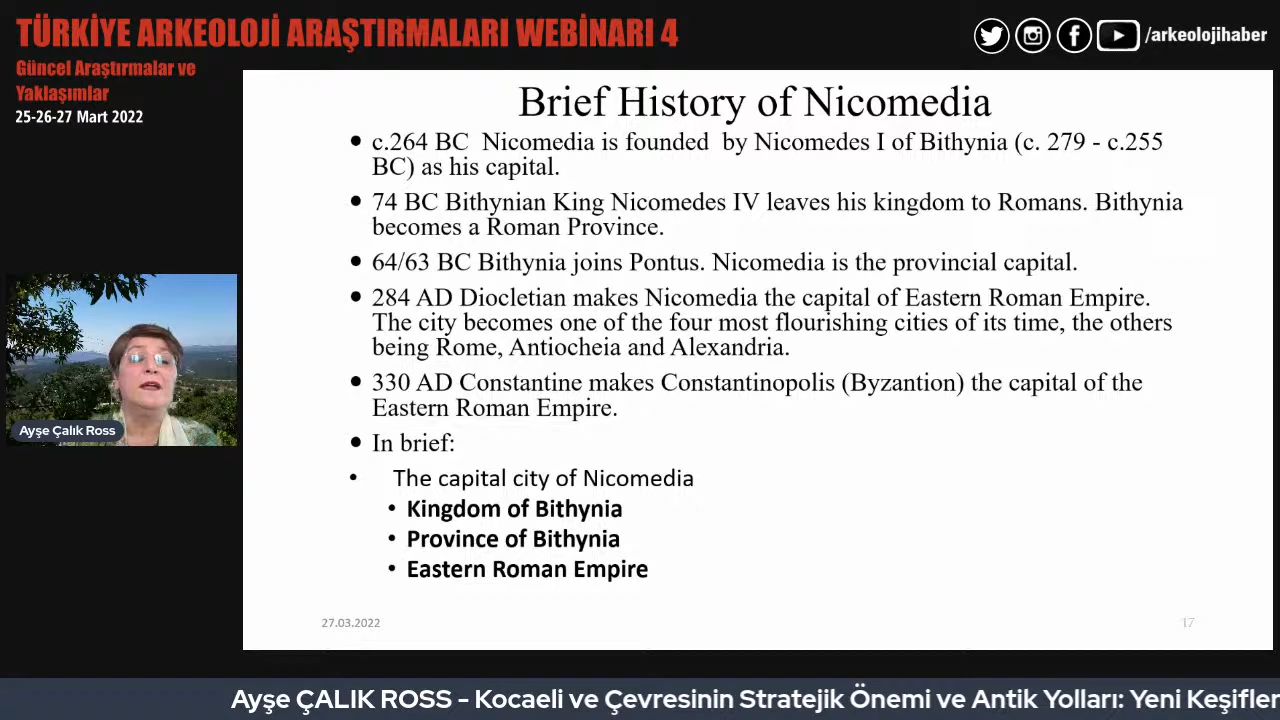 TÜRKİYE ARKEOLOJİ ARAŞTIRMALARI WEBİNARI 4
Güncel Araştırmalar ve
Yaklaşımlar
25-26-27 Mart 2022
/arkeolojihaber
Brief History of Nicomedia
• c.264 BC Nicomedia is founded by Nicomedes I of Bithynia (c. 279 - c.255
BC) as his capital.
• 74 BC Bithynian King Nicomedes IV leaves his kingdom to Romans. Bithynia
becomes a Roman Province.
• 64/63 BC Bithynia joins Pontus. Nicomedia is the provincial capital.
• 284 AD Diocletian makes Nicomedia the capital of Eastern Roman Empire.
The city becomes one of the four most flourishing cities of its time, the others
being Rome, Antiocheia and Alexandria.
• 330 AD Constantine makes Constantinopolis (Byzantion) the capital of the
Eastern Roman Empire.
• In brief:
• The capital city of Nicomedia
• Kingdom of Bithynia
• Province of Bithynia
• Eastern Roman Empire
27.03.2022
17
Ayşe Çalık Ross
Ayşe ÇALIK ROSS - Kocaeli ve Çevresinin Stratejik Önemi ve Antik Yolları: Yeni Keşifler